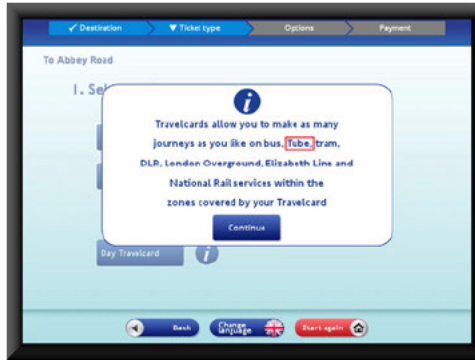 ✓ Destination ▼ Ticket type Options Payment
To Abbey Road
1. Se
Travelcards allow you to make as many
journeys as you like on bus, Tube, tram,
DLR, London Overground, Elizabeth Line and
National Rail services within the
zones covered by your Travelcard
Continue
Day Travelcard
Back Change language Start again